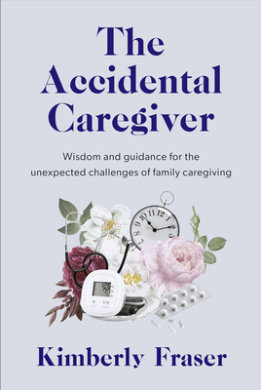 The
Accidental
Caregiver
Wisdom and guidance for the
unexpected challenges of family caregiving
Kimberly Fraser